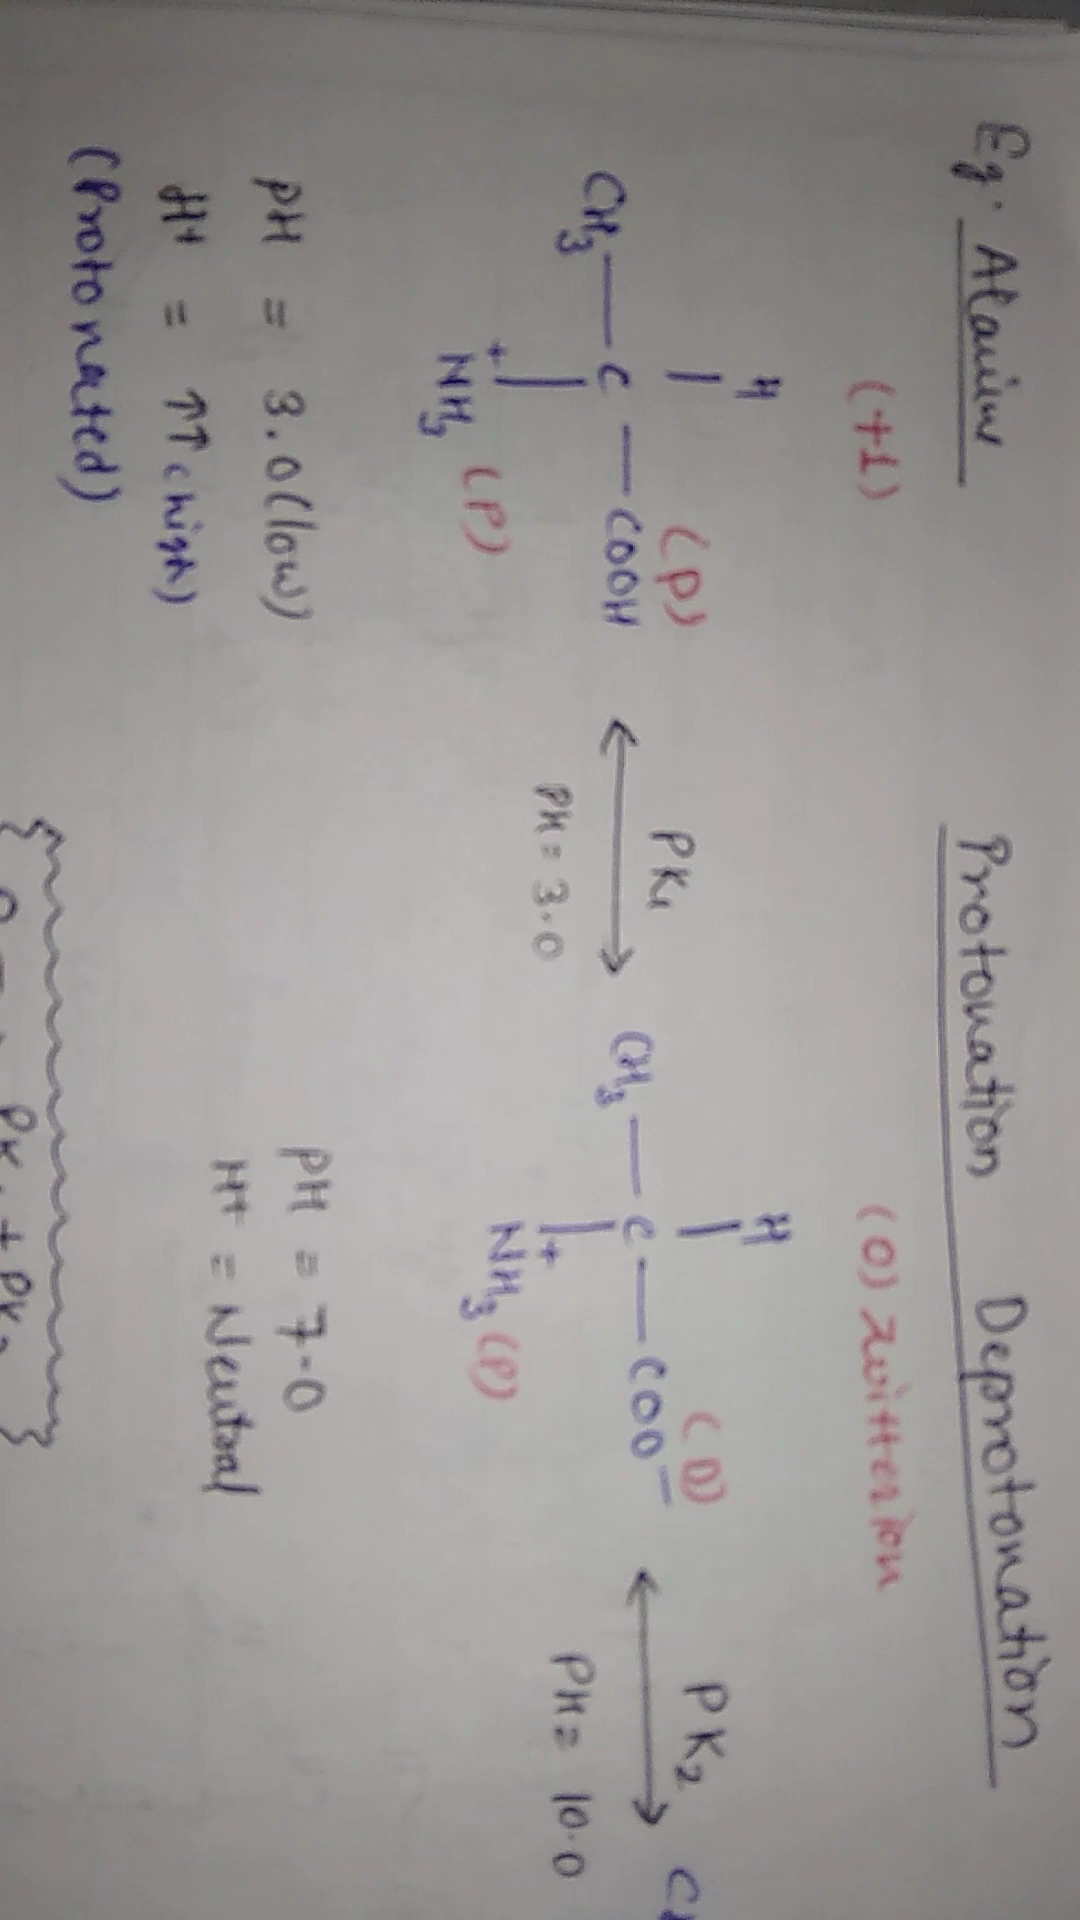 Eg. Alanine
Protonation Deprotonation
(+1)
(0) zwitterion
H
H
(P)
(D)
PK1
PK2
CH3 — C — COOH
CH3 — C — COO-
PH = 3.0
PH = 10.0
+
NH3 (P)
+
NH3 (P)
PH = 3.0 (low)
PH = 7.0
H+ = ↑↑ (high)
H+ = Neutral
(Protonated)